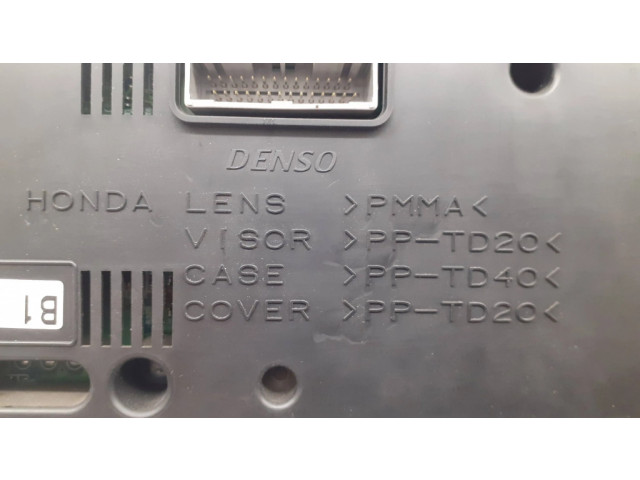 DENSO
HONDA LENS >PMMA<
VISOR >PP-TD20<
CASE >PP-TD40<
COVER >PP-TD20<
B1